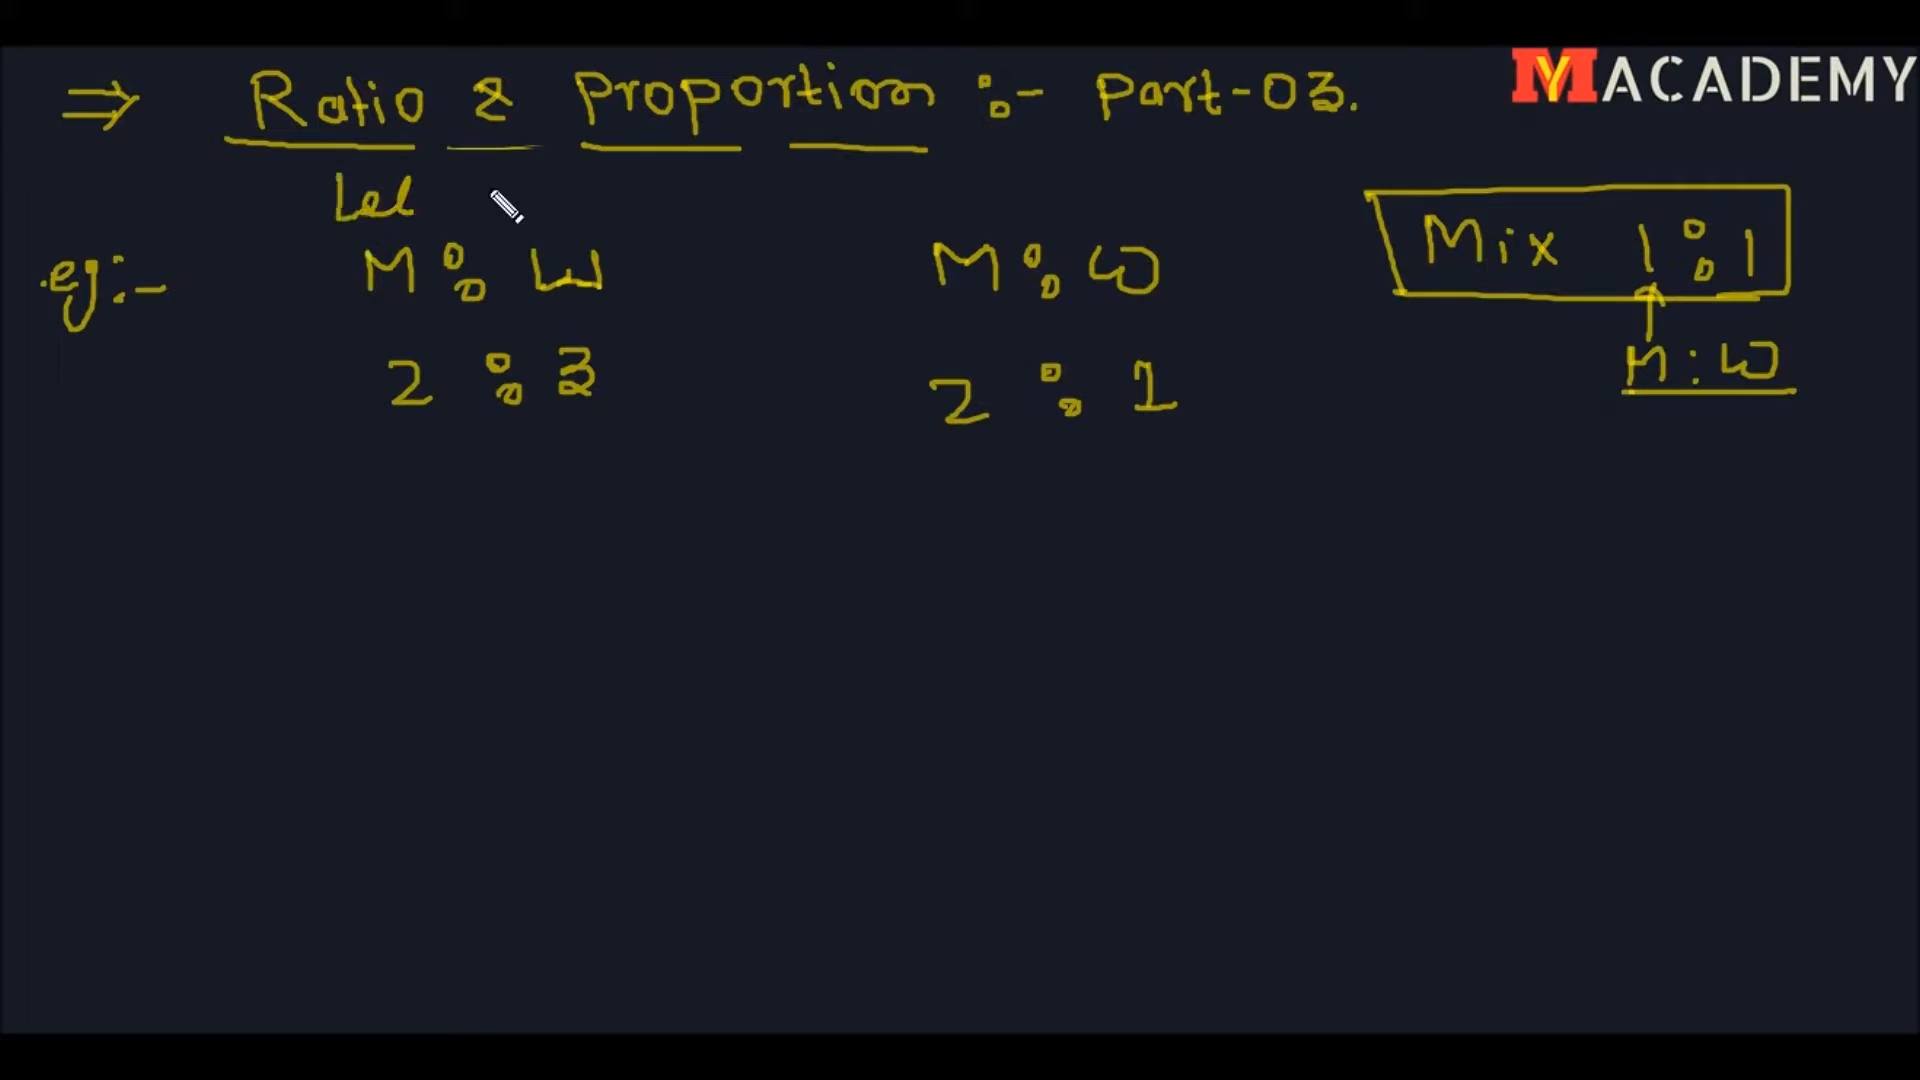 ⇒ Ratio & Proportion :- Part-03.
MACADEMY
Let
eg:- M : W M : W Mix 1 : 1
M : W
2 : 3 2 : 1